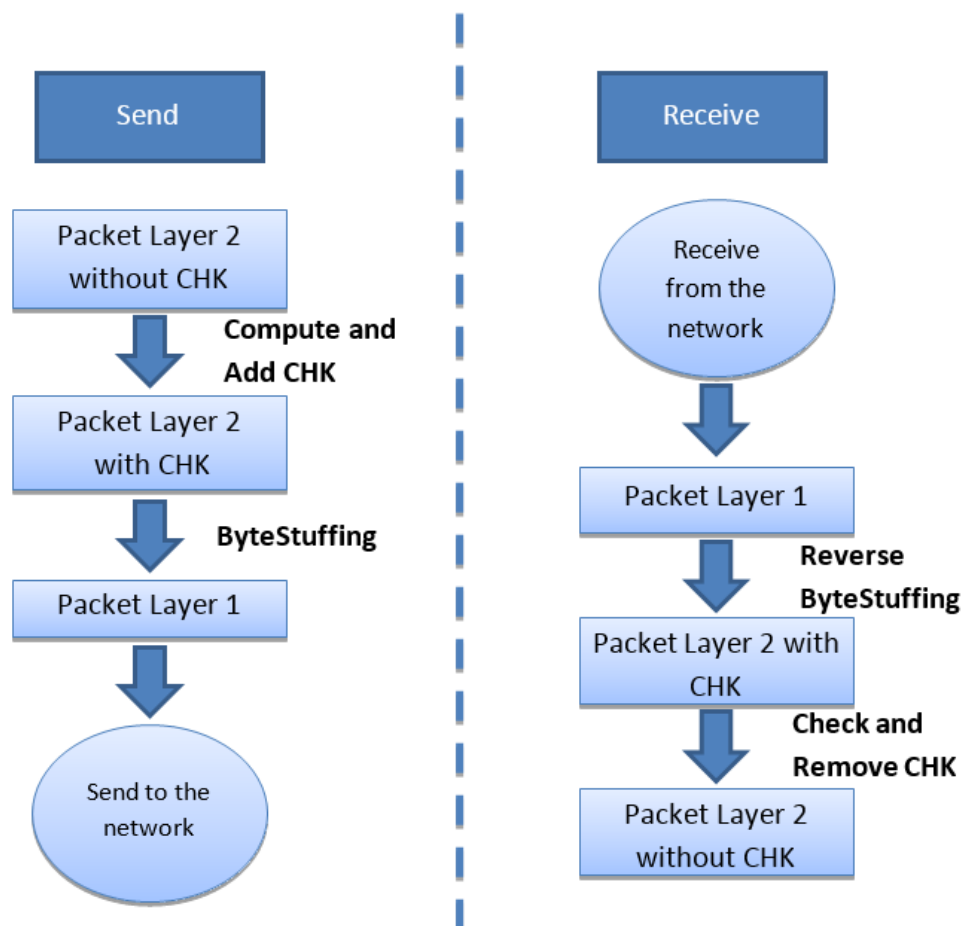 Send
Packet Layer 2
without CHK
Compute and
Add CHK
Packet Layer 2
with CHK
ByteStuffing
Packet Layer 1
Send to the
network
Receive
Receive
from the
network
Packet Layer 1
Reverse
ByteStuffing
Packet Layer 2 with
CHK
Check and
Remove CHK
Packet Layer 2
without CHK